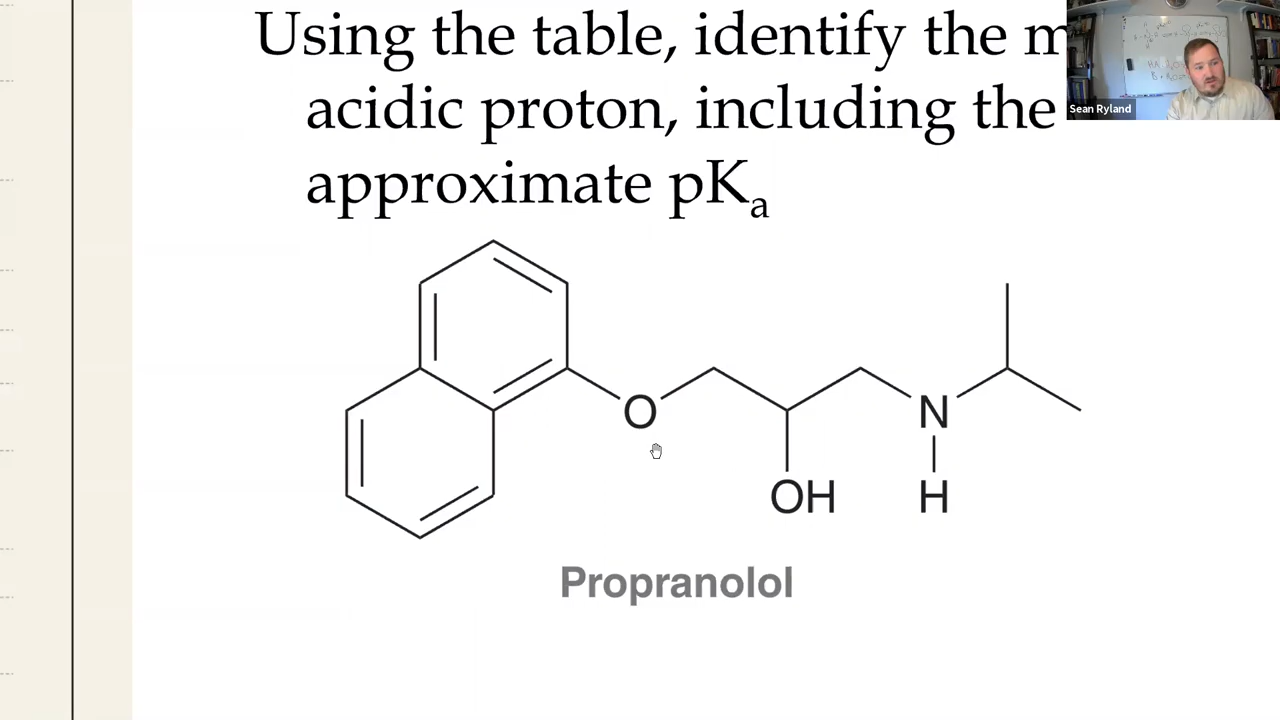 Using the table, identify the m
acidic proton, including the
approximate pKa
Sean Ryland
O
N
OH
H
Propranolol